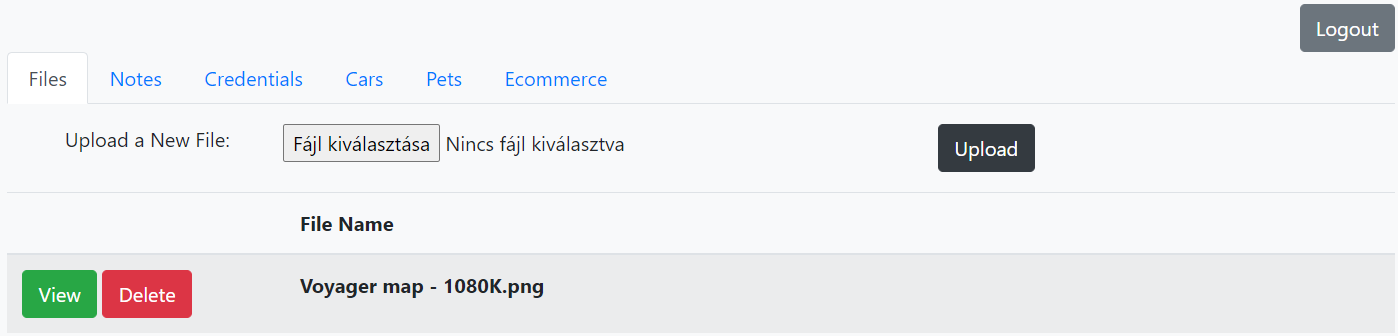 Logout
Files Notes Credentials Cars Pets Ecommerce
Upload a New File: Fájl kiválasztása Nincs fájl kiválasztva Upload
File Name
View Delete Voyager map - 1080K.png